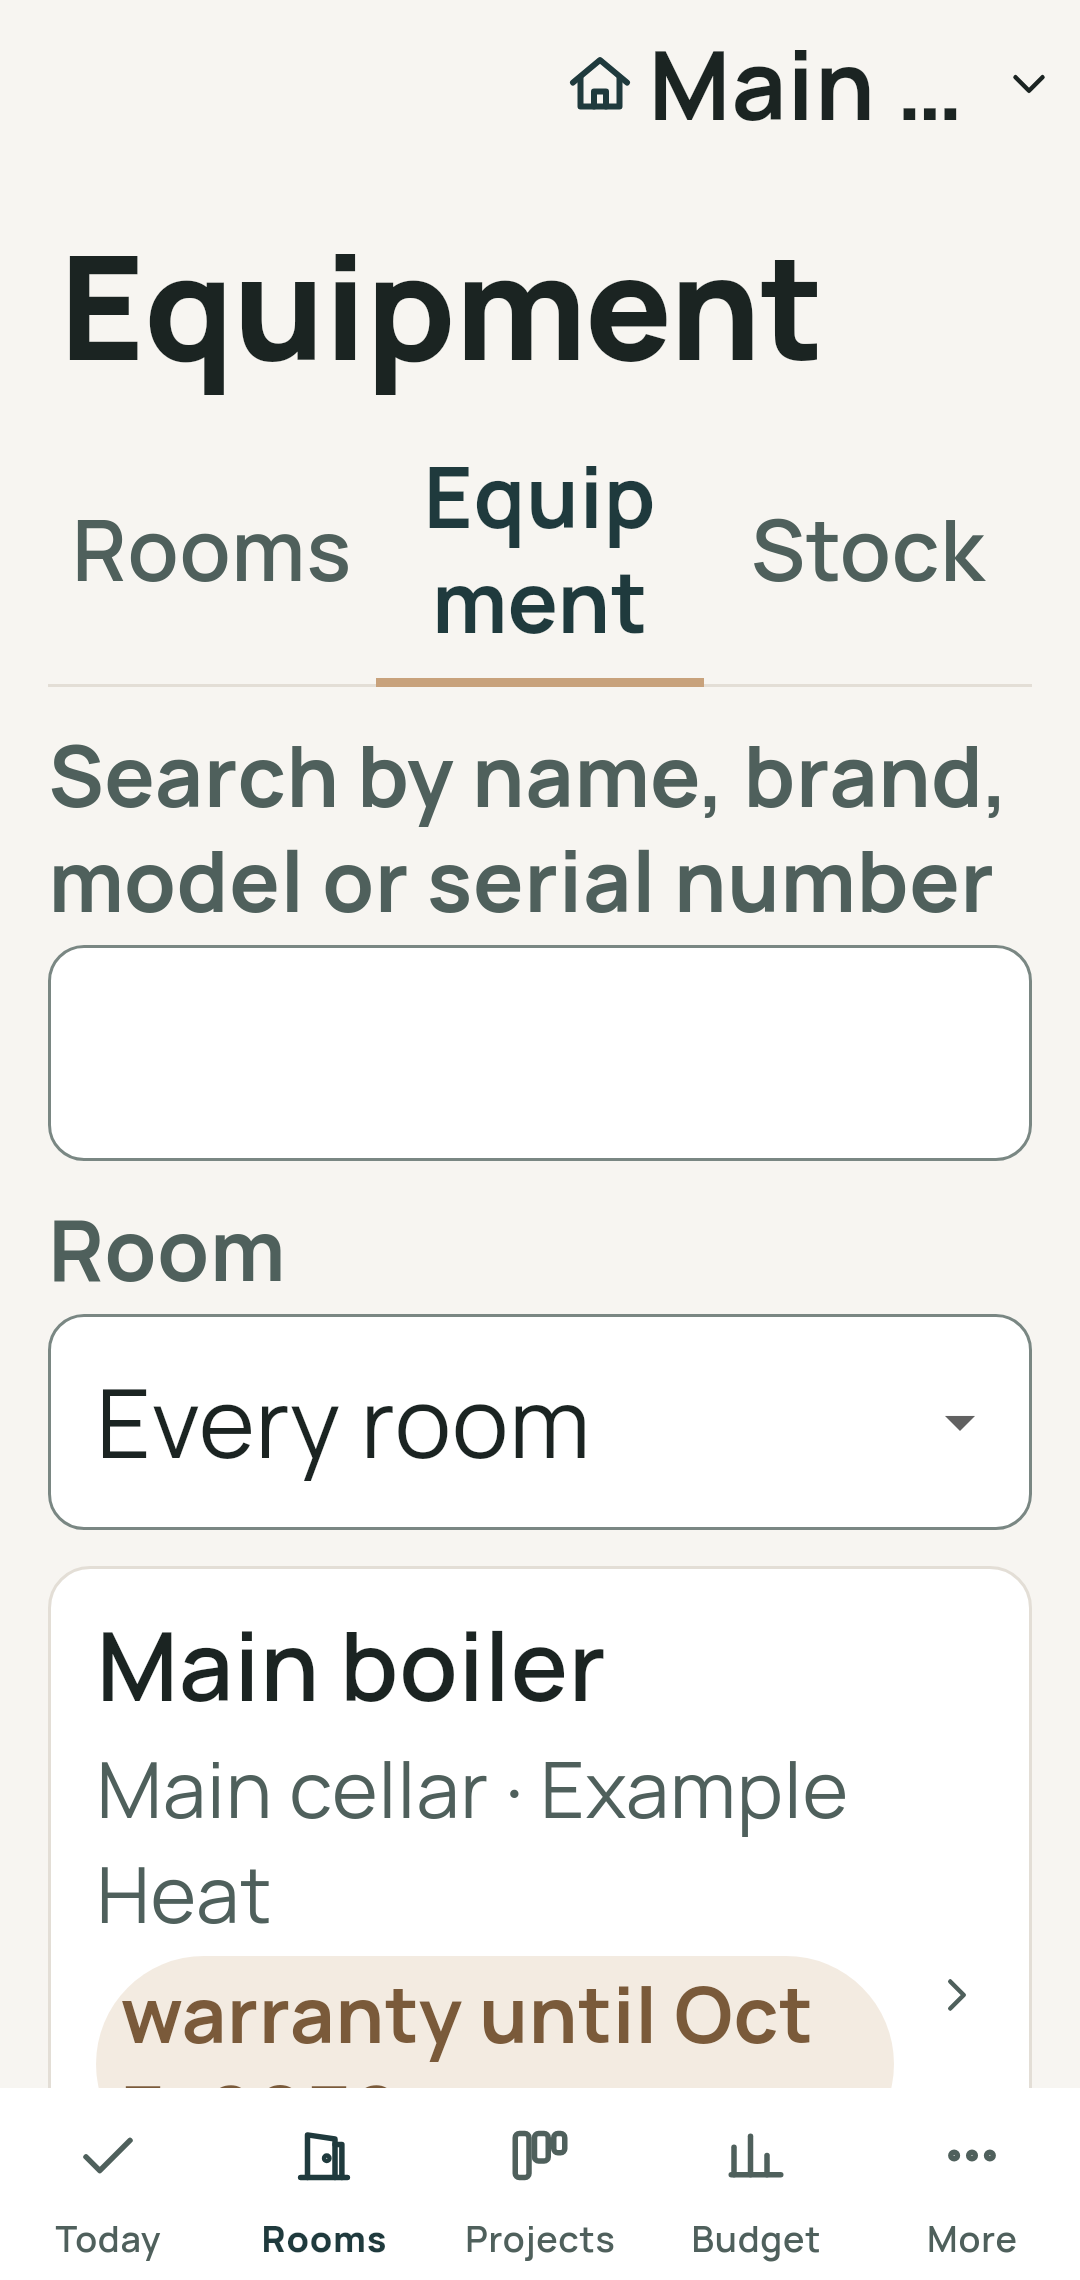 Main ...
Equipment
Rooms
Equip
ment
Stock
Search by name, brand,
model or serial number
Room
Every room
Main boiler
Main cellar · Example
Heat
warranty until Oct
Today
Rooms
Projects
Budget
More